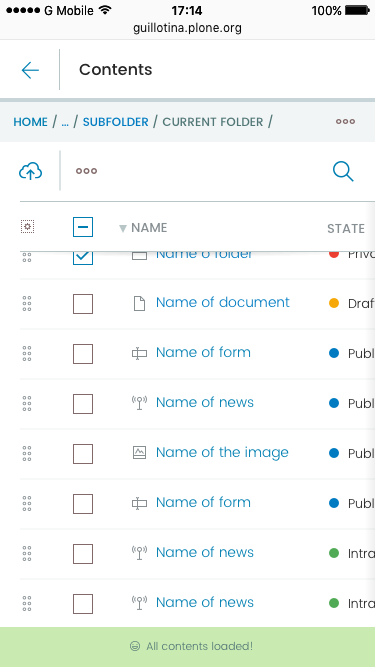 G Mobile 17:14 100%
guillotina.plone.org
Contents
HOME / ... / SUBFOLDER / CURRENT FOLDER /
NAME STATE
Name o folder Priva
Name of document Draf
Name of form Publ
Name of news Publ
Name of the image Publ
Name of form Publ
Name of news Intra
Name of news Intra
All contents loaded!